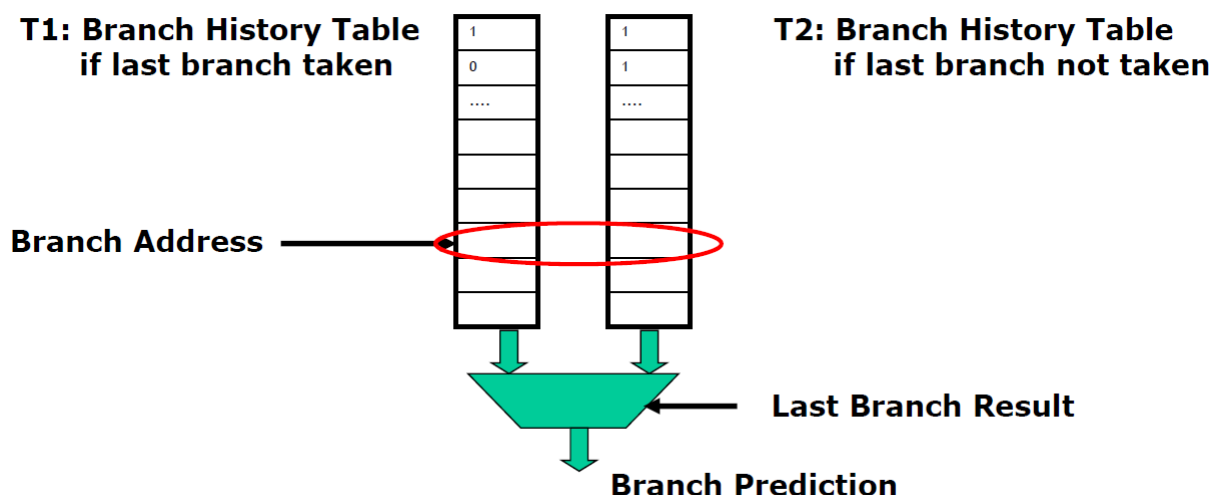 T1: Branch History Table
if last branch taken
1
0
....
1
1
....
T2: Branch History Table
if last branch not taken
Branch Address
Last Branch Result
Branch Prediction